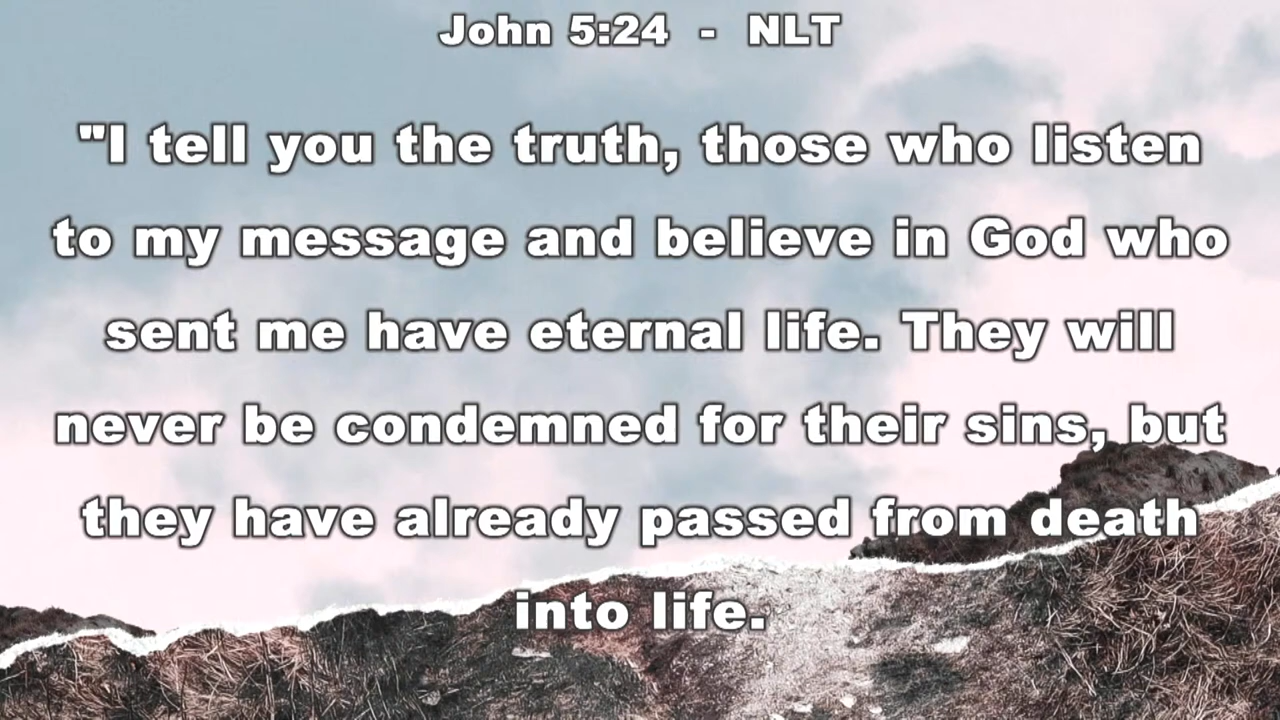 John 5:24 - NLT
"I tell you the truth, those who listen
to my message and believe in God who
sent me have eternal life. They will
never be condemned for their sins, but
they have already passed from death
into life.